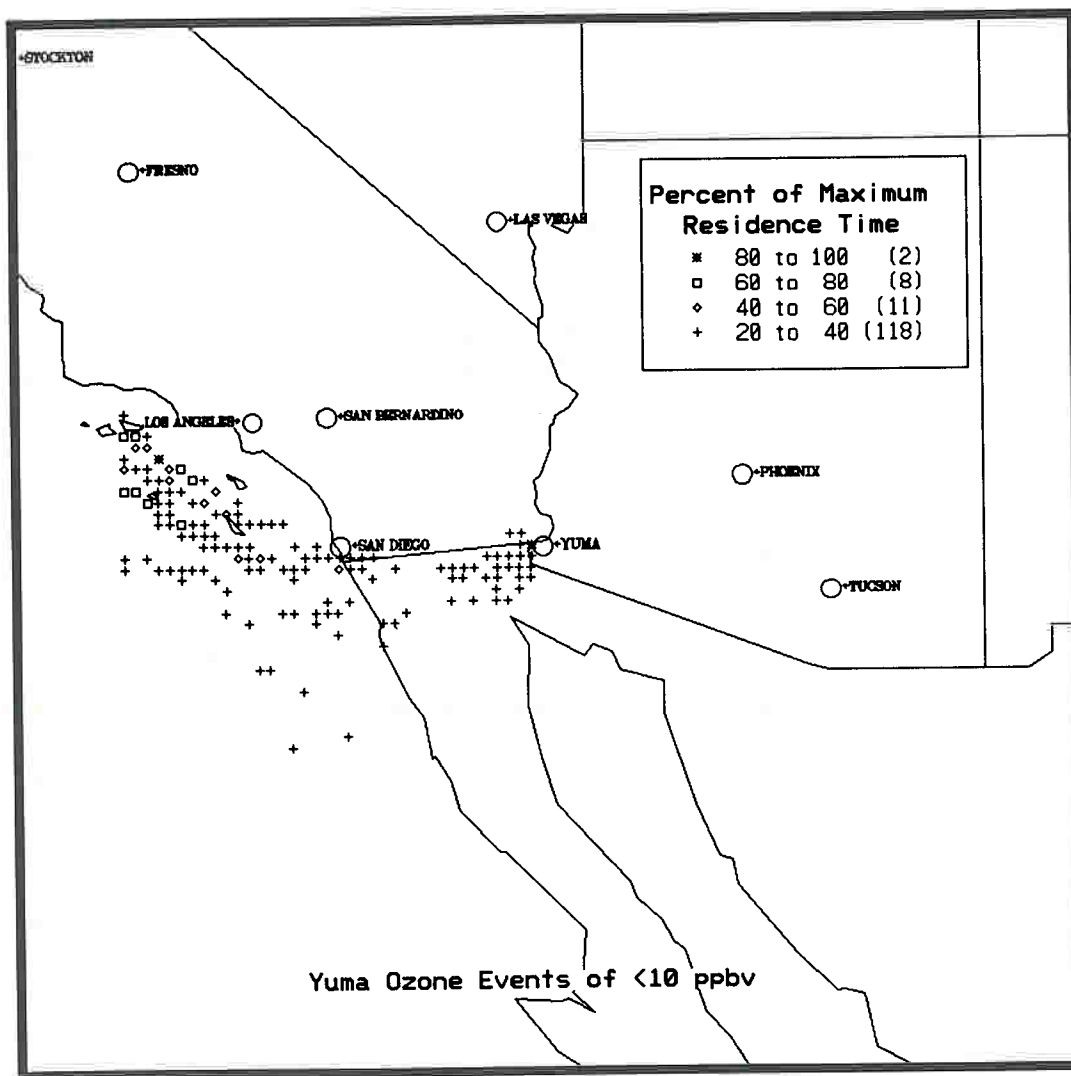 +STOCKTON
+FRESNO
+LAS VEGAS
Percent of Maximum
Residence Time
* 80 to 100 (2)
□ 60 to 80 (8)
◇ 40 to 60 (11)
+ 20 to 40 (118)
LOS ANGELES+
+SAN BERNARDINO
+PHOENIX
+SAN DIEGO
+YUMA
+TUCSON
Yuma Ozone Events of <10 ppbv